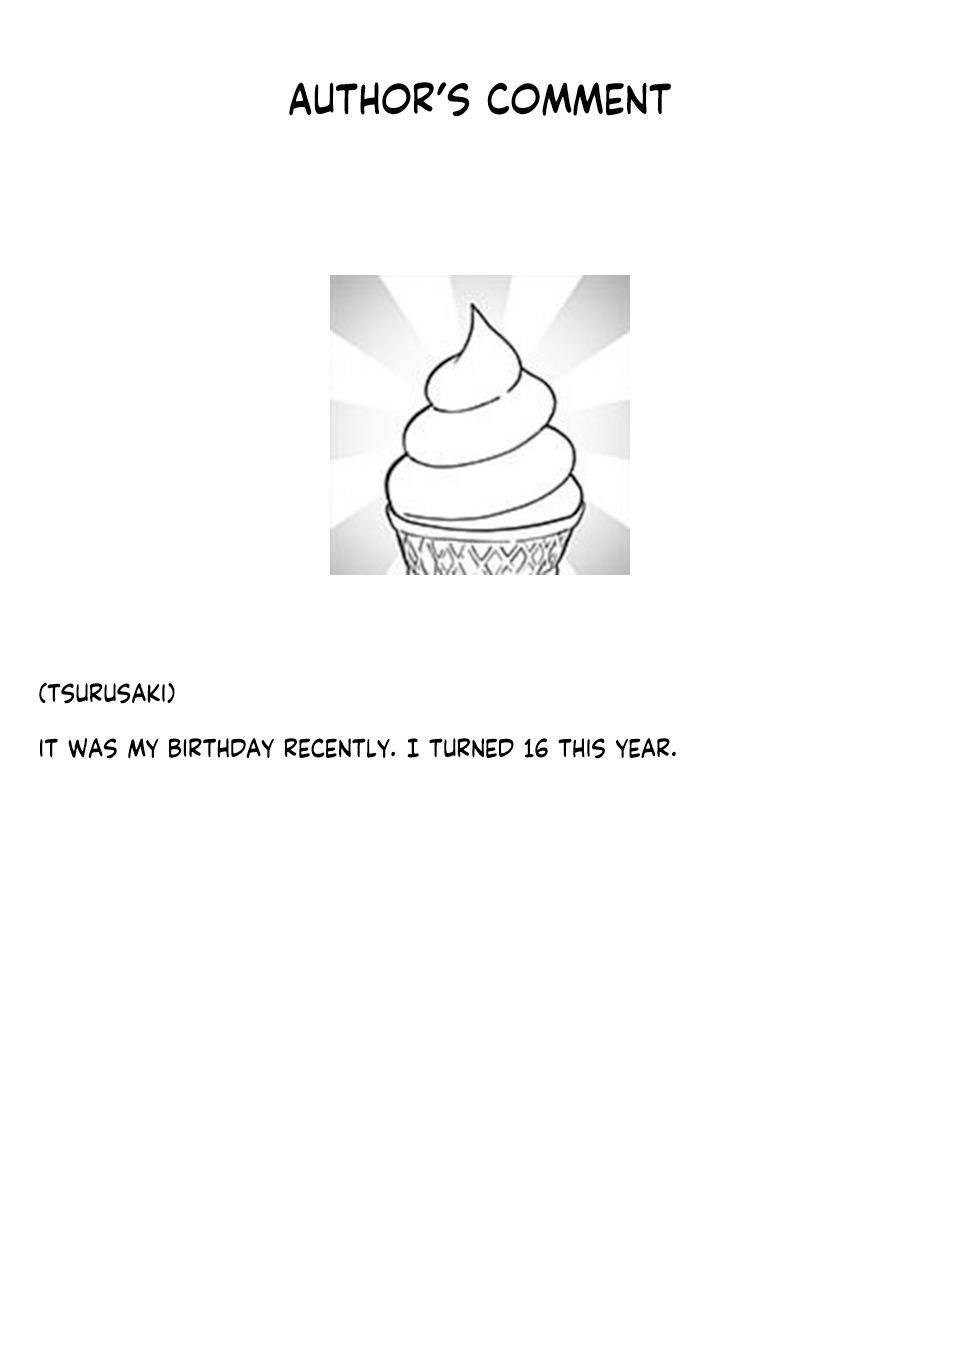 AUTHOR'S COMMENT
(TSURUSAKI)
IT WAS MY BIRTHDAY RECENTLY. I TURNED 16 THIS YEAR.